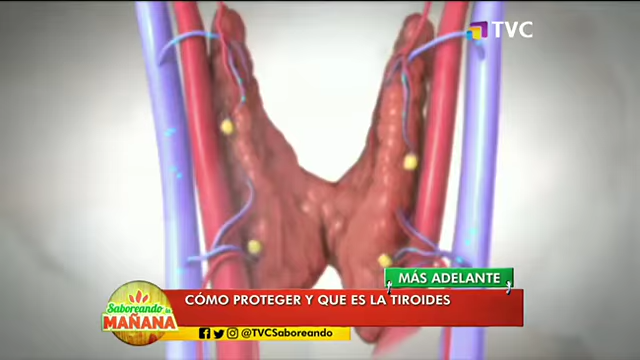 TVC
MÁS ADELANTE
CÓMO PROTEGER Y QUE ES LA TIROIDES
Saboreando la
MAÑANA
@TVCSaboreando